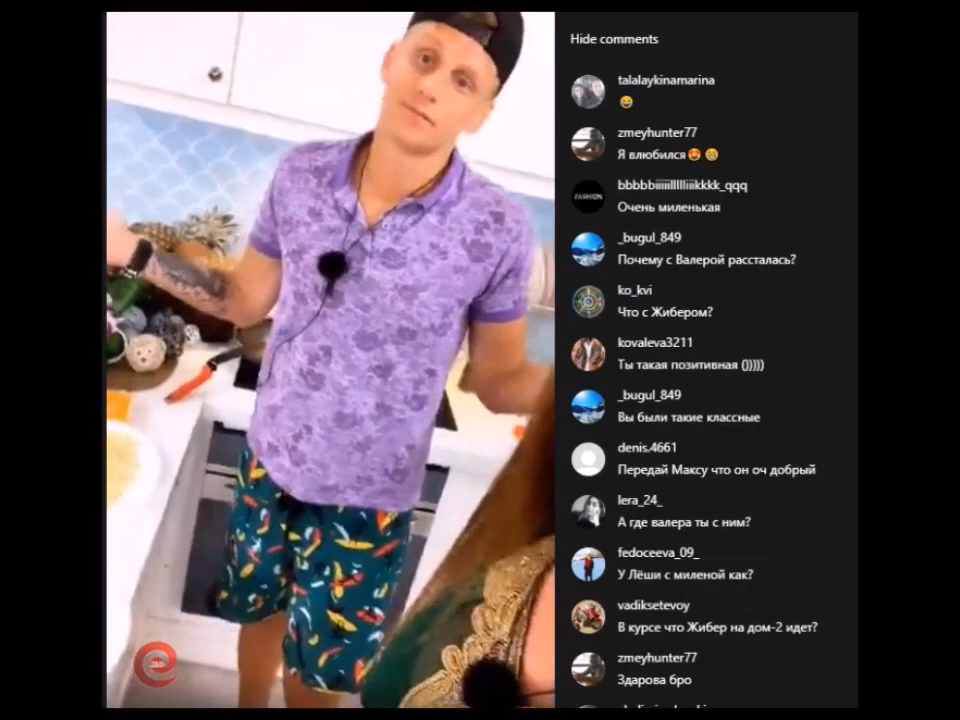 Hide comments
talalaykinamarina
😂
zmeyhunter77
Я влюбился😍😁
FASHION
Очень миленькая
_bugul_849
Почему с Валерой рассталась?
ko_kvi
Что с Жибером?
kovaleva3211
Ты такая позитивная ()))))
_bugul_849
Вы были такие классные
denis.4661
Передай Максу что он оч добрый
lera_24_
А где валера ты с ним?
fedoceeva_09_
У Лёши с миленой как?
vadiksetevoy
В курсе что Жибер на дом-2 идет?
zmeyhunter77
Здарова бро